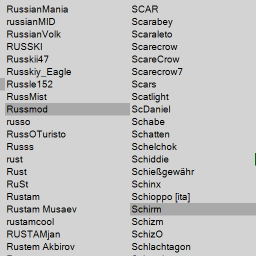 RussianMania
russianMID
RussianVolk
RUSSKI
Russkii47
Russkiy_Eagle
Russle152
RussMist
Russmod
russo
RussOTuristo
Russs
rust
Rust
RuSt
Rustam
Rustam Musaev
rustamcool
RUSTAMjan
Rustem Akbirov
SCAR
Scarabey
Scaraleto
Scarecrow
ScareCrow
Scarecrow7
Scars
Scatlight
ScDaniel
Schabe
Schatten
Schelchok
Schiddie
Schießgewähr
Schinx
Schioppo [ita]
Schirm
Schizm
SchizO
Schlachtagon